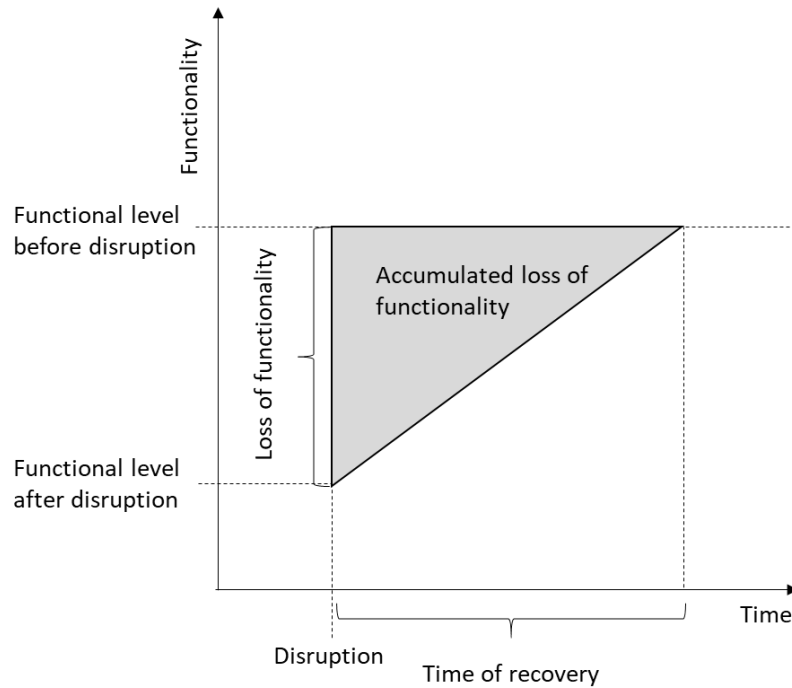 Functionality
Functional level
before disruption
Loss of functionality
Accumulated loss of
functionality
Functional level
after disruption
Time
Disruption
Time of recovery